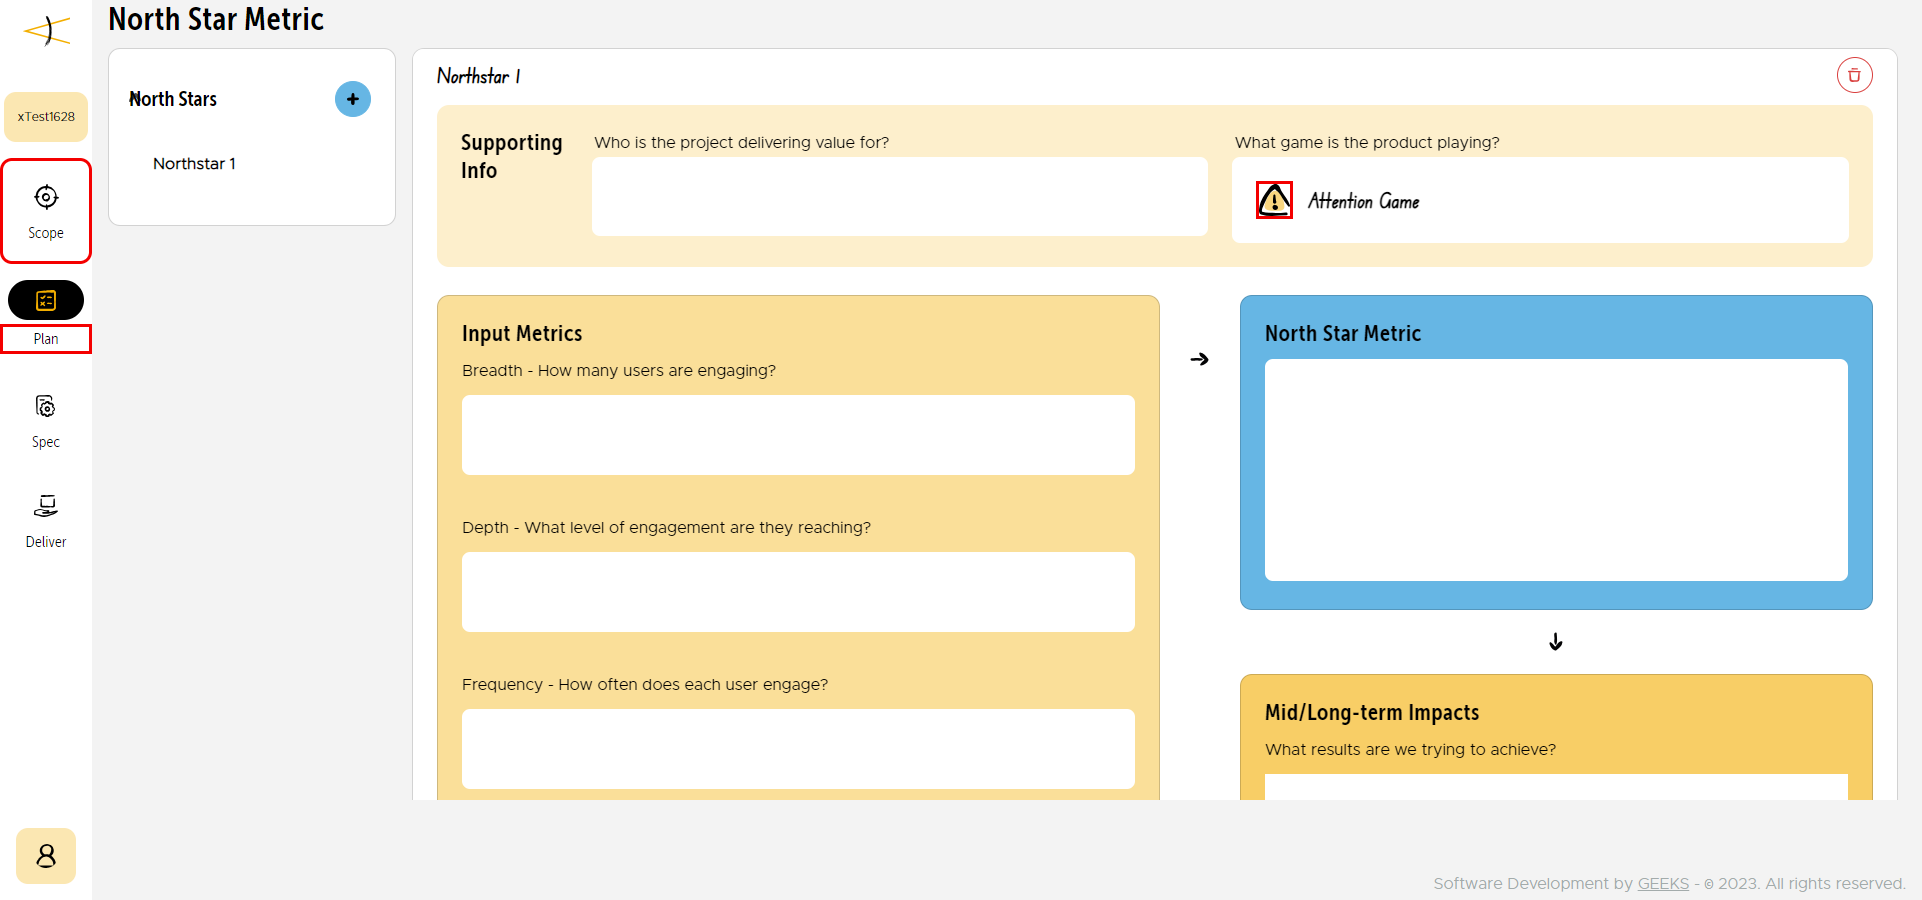 North Star Metric
xTest1628
Scope
Plan
Spec
Deliver
North Stars
Northstar 1
Northstar 1
Supporting
Info
Who is the project delivering value for?
What game is the product playing?
Attention Game
Input Metrics
Breadth - How many users are engaging?
Depth - What level of engagement are they reaching?
Frequency - How often does each user engage?
North Star Metric
Mid/Long-term Impacts
What results are we trying to achieve?
Software Development by GEEKS - © 2023. All rights reserved.